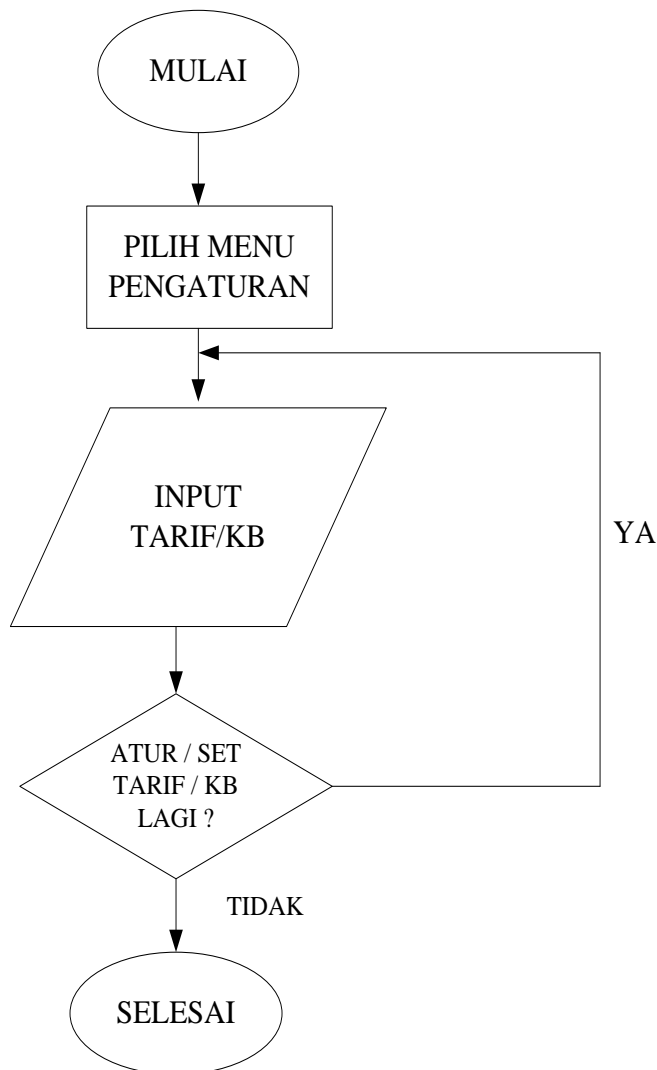 MULAI
PILIH MENU
PENGATURAN
INPUT
TARIF/KB
YA
ATUR / SET
TARIF / KB
LAGI ?
TIDAK
SELESAI